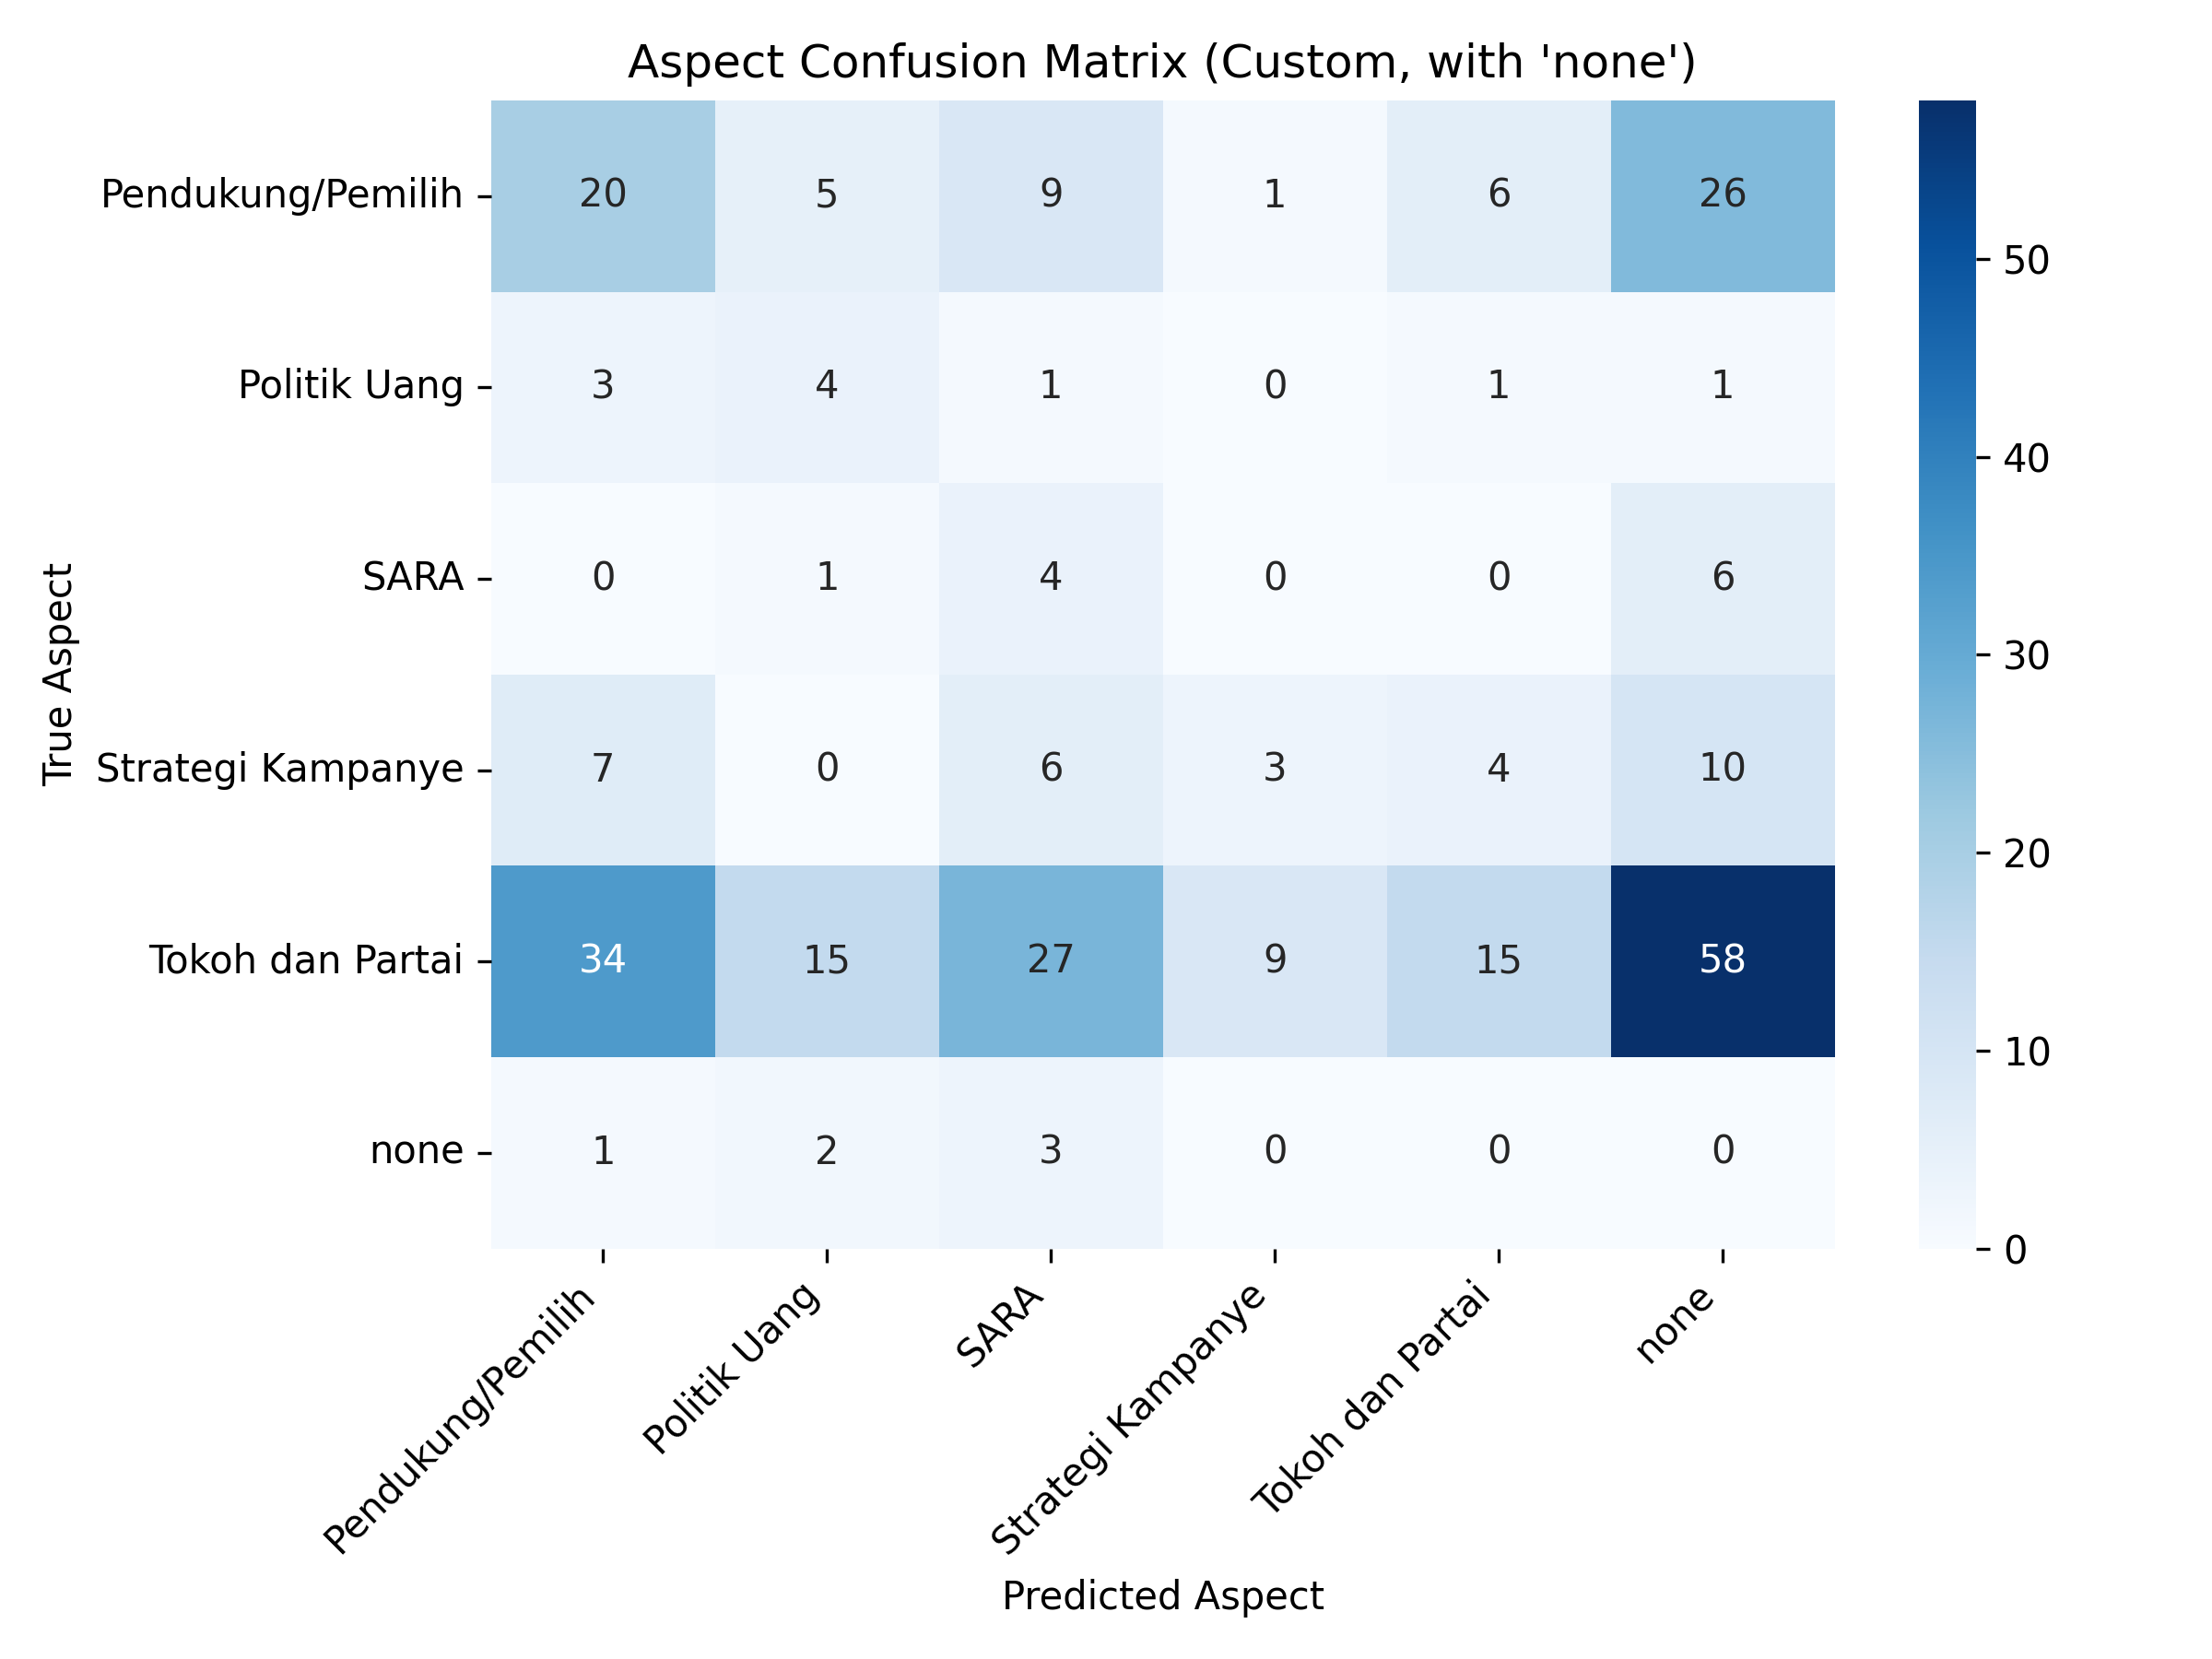 Aspect Confusion Matrix (Custom, with 'none')
True Aspect
Pendukung/Pemilih 20 5 9 1 6 26
Politik Uang 3 4 1 0 1 1
SARA 0 1 4 0 0 6
Strategi Kampanye 7 0 6 3 4 10
Tokoh dan Partai 34 15 27 9 15 58
none 1 2 3 0 0 0
Pendukung/Pemilih
Politik Uang
SARA
Strategi Kampanye
Tokoh dan Partai
none
Predicted Aspect
50
40
30
20
10
0